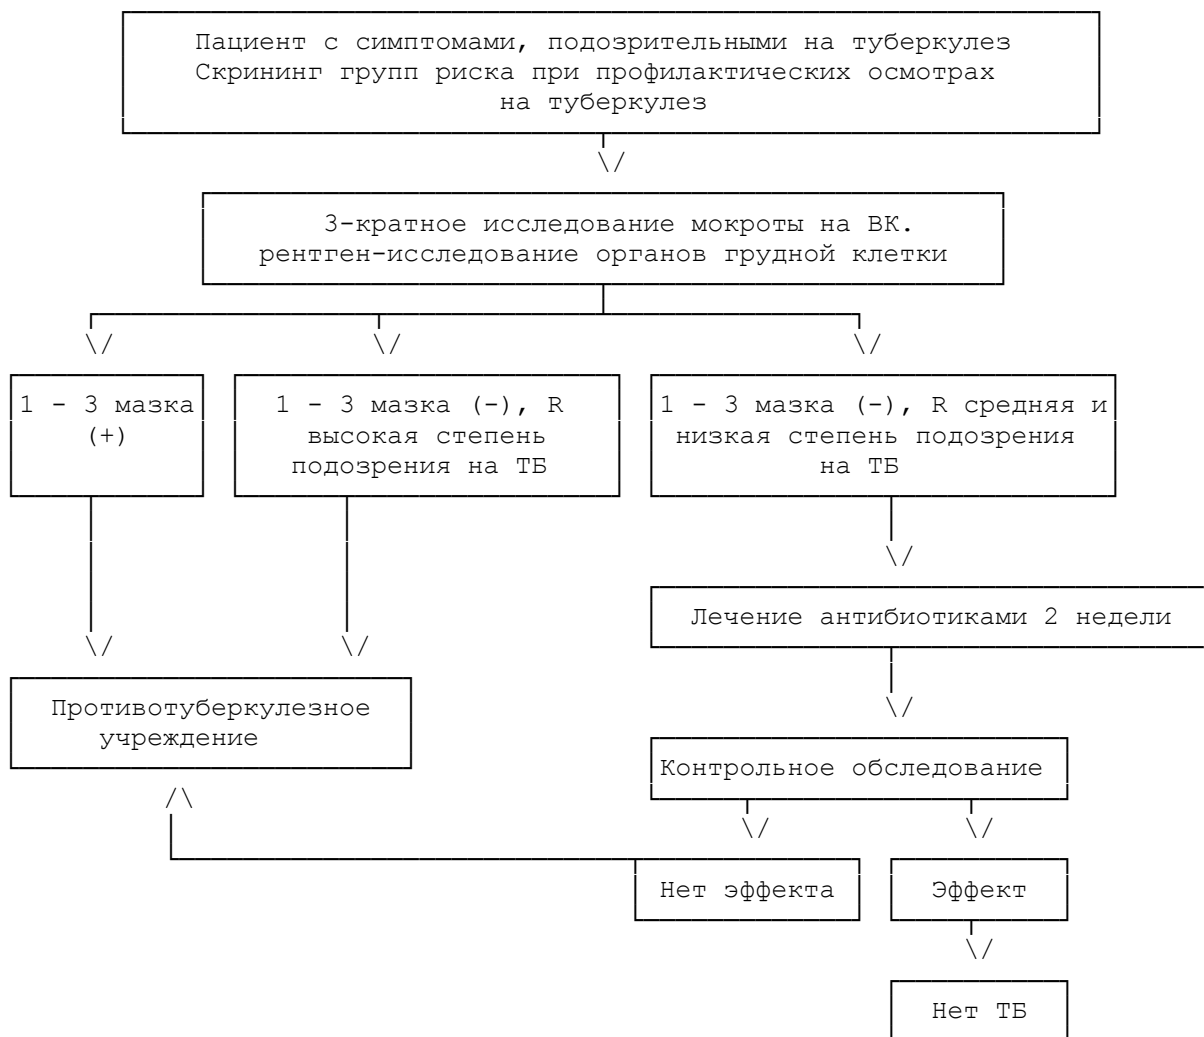 Пациент с симптомами, подозрительными на туберкулез
Скрининг групп риска при профилактических осмотрах
на туберкулез
3-кратное исследование мокроты на ВК.
рентген-исследование органов грудной клетки
1 - 3 мазка
(+)
1 - 3 мазка (-), R
высокая степень
подозрения на ТБ
1 - 3 мазка (-), R средняя и
низкая степень подозрения
на ТБ
Лечение антибиотиками 2 недели
Противотуберкулезное
учреждение
Контрольное обследование
Нет эффекта
Эффект
Нет ТБ